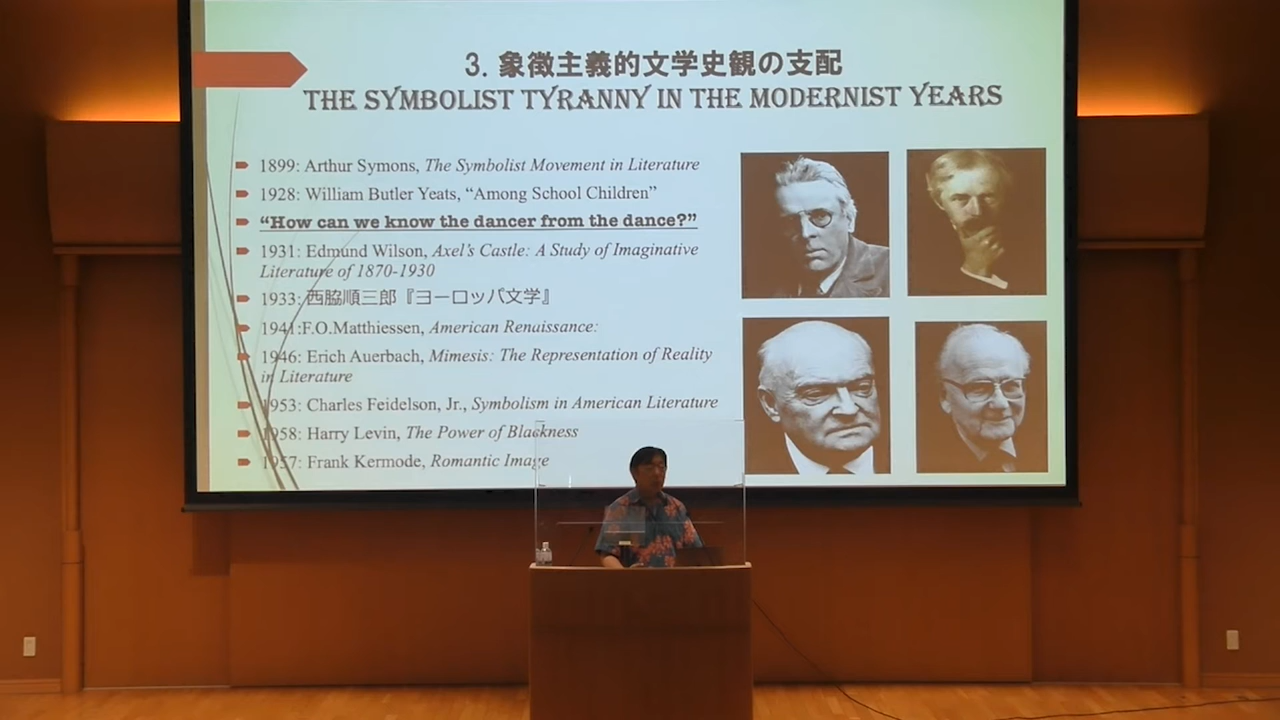 3. 象徴主義的文学史観の支配
THE SYMBOLIST TYRANNY IN THE MODERNIST YEARS
1899: Arthur Symons, The Symbolist Movement in Literature
1928: William Butler Yeats, “Among School Children”
“How can we know the dancer from the dance?”
1931: Edmund Wilson, Axel’s Castle: A Study of Imaginative
Literature of 1870-1930
1933: 西脇順三郎『ヨーロッパ文学』
1941:F.O.Matthiessen, American Renaissance:
1946: Erich Auerbach, Mimesis: The Representation of Reality
in Literature
1953: Charles Feidelson, Jr., Symbolism in American Literature
1958: Harry Levin, The Power of Blackness
1957: Frank Kermode, Romantic Image